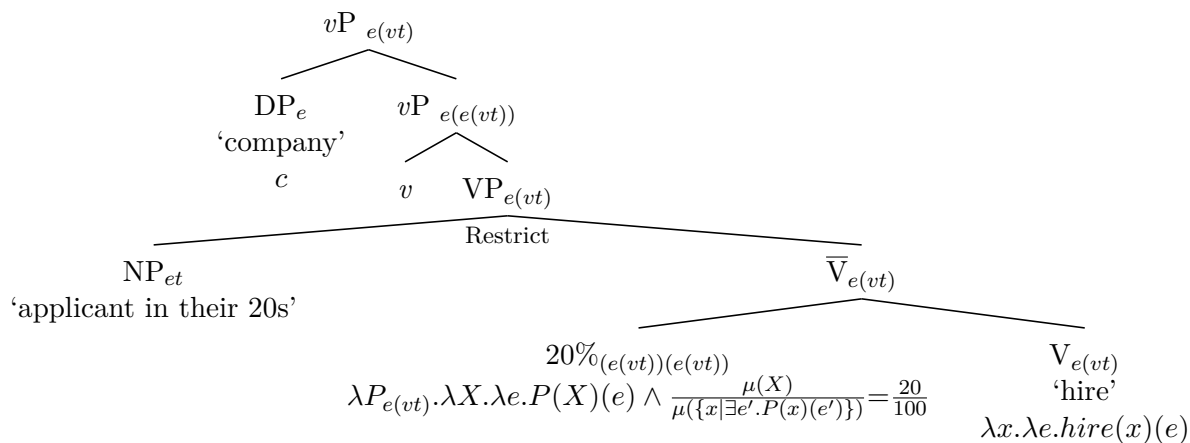 vP e(vt)
DPe vP e(e(vt))
‘company’
c v VPe(vt)
Restrict
NPet V̅e(vt)
‘applicant in their 20s’
20%(e(vt))(e(vt)) Ve(vt)
λPe(vt).λX.λe.P(X)(e) ∧ μ(X)/μ({x|∃e′.P(x)(e′)})=20/100 ‘hire’
λx.λe.hire(x)(e)